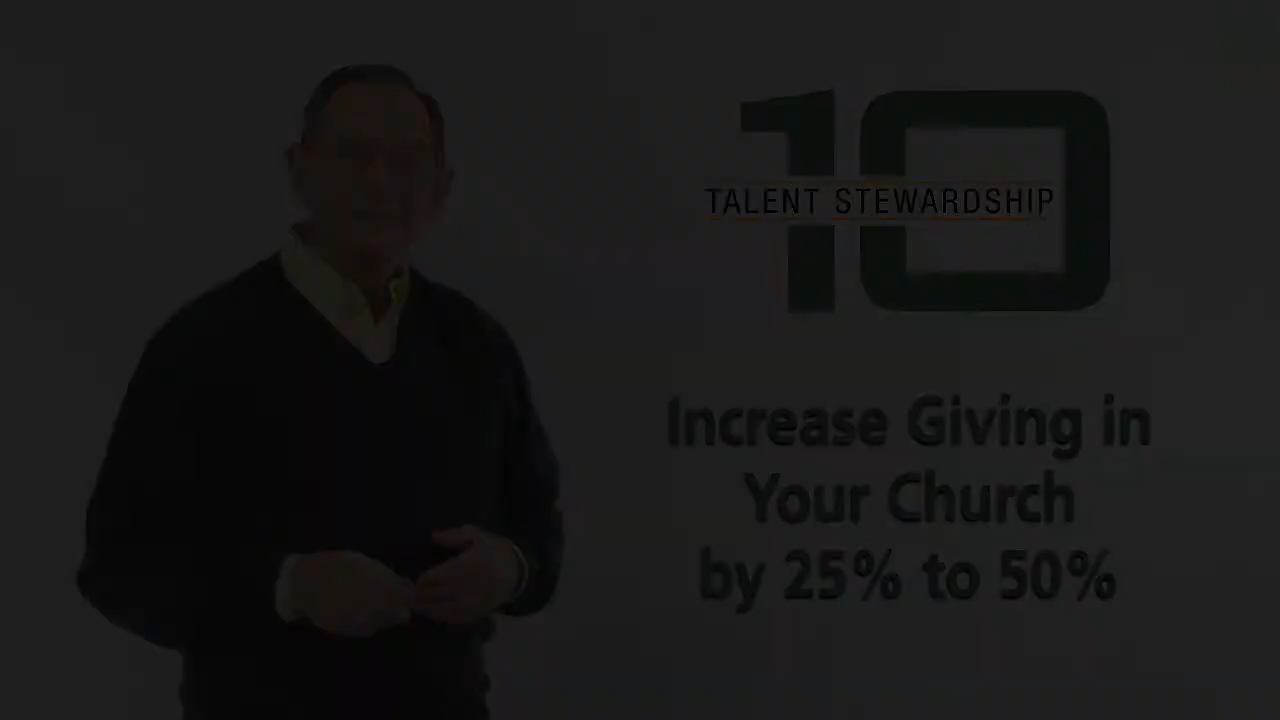 10
TALENT STEWARDSHIP
Increase Giving in
Your Church
by 25% to 50%